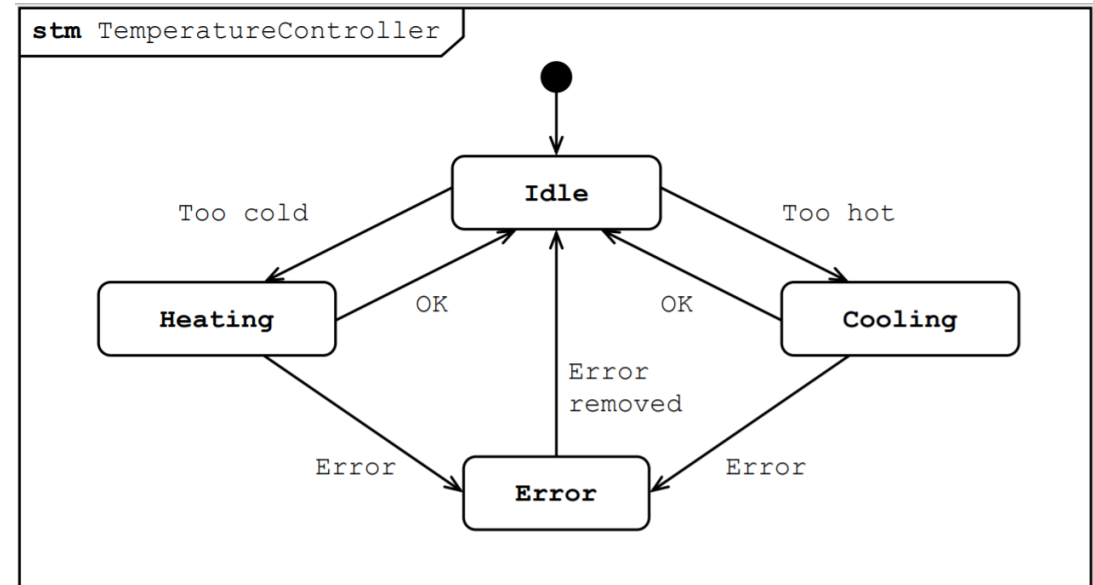 stm TemperatureController
Idle
Too cold
Too hot
Heating
OK
OK
Cooling
Error
removed
Error
Error
Error